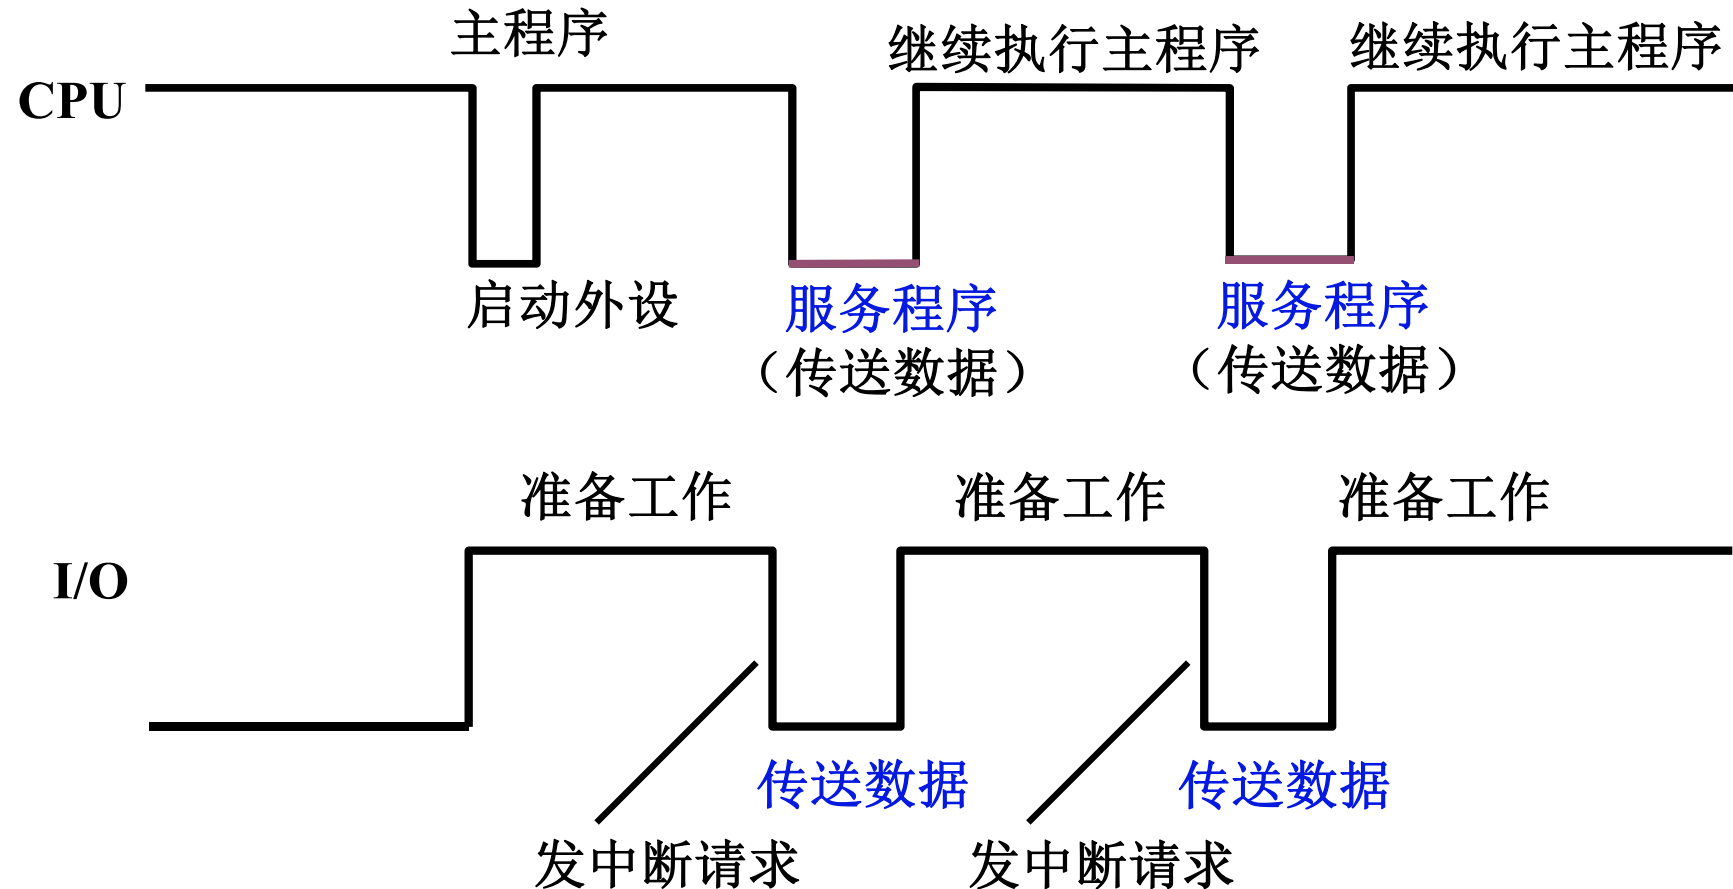 主程序
继续执行主程序
继续执行主程序
CPU
启动外设
服务程序
(传送数据)
服务程序
(传送数据)
准备工作
准备工作
准备工作
I/O
传送数据
传送数据
发中断请求
发中断请求